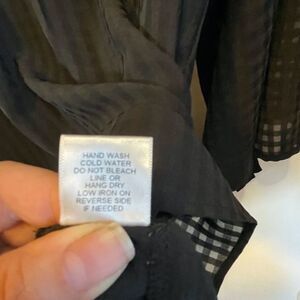 HAND WASH
COLD WATER
DO NOT BLEACH
LINE OR
HANG DRY
LOW IRON ON
REVERSE SIDE
IF NEEDED